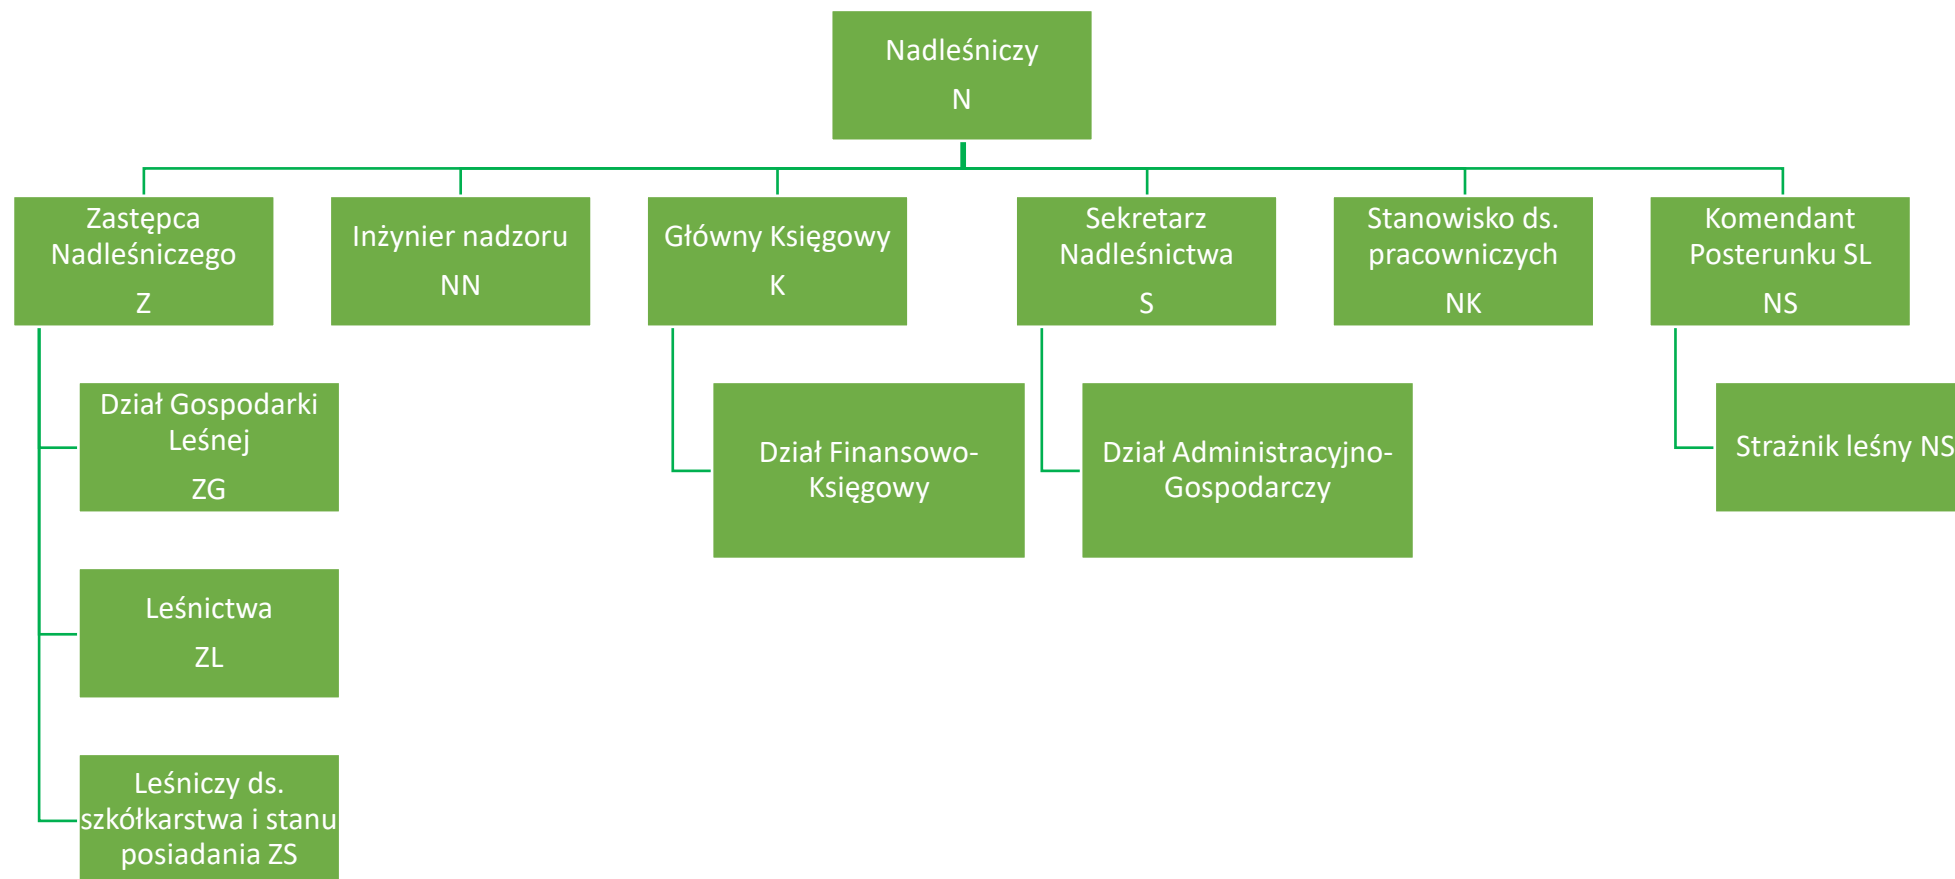 Nadleśniczy
N
Zastępca
Nadleśniczego
Z
Inżynier nadzoru
NN
Główny Księgowy
K
Sekretarz
Nadleśnictwa
S
Stanowisko ds.
pracowniczych
NK
Komendant
Posterunku SL
NS
Dział Gospodarki
Leśnej
ZG
Dział Finansowo-
Księgowy
Dział Administracyjno-
Gospodarczy
Strażnik leśny NS
Leśnictwa
ZL
Leśniczy ds.
szkółkarstwa i stanu
posiadania ZS